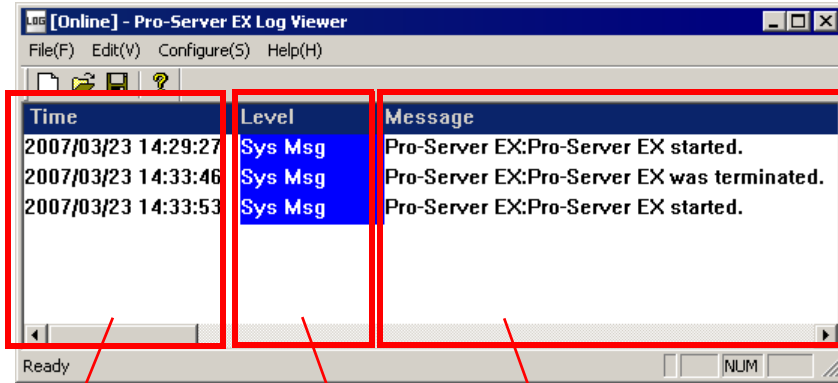 LOG [Online] - Pro-Server EX Log Viewer
File(F) Edit(V) Configure(S) Help(H)
Time Level Message
2007/03/23 14:29:27 Sys Msg Pro-Server EX:Pro-Server EX started.
2007/03/23 14:33:46 Sys Msg Pro-Server EX:Pro-Server EX was terminated.
2007/03/23 14:33:53 Sys Msg Pro-Server EX:Pro-Server EX started.
Ready NUM